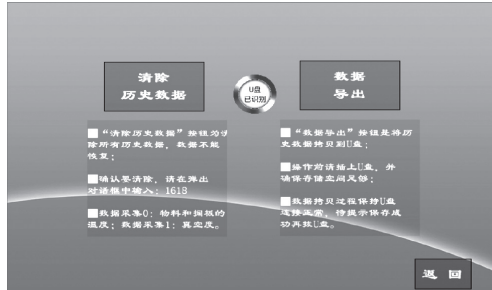 清除
历史数据
U盘
已识别
数据
导出
“清除历史数据”按钮为清
除所有历史数据，数据不能
恢复；
确认要清除，请在弹出
对话框中输入：1618
数据采集0：物料和搁板的
温度；数据采集1：真空度。
“数据导出”按钮是将历
史数据拷贝到U盘；
操作前请插上U盘，并
确保存储空间足够；
数据拷贝过程保持U盘
连接正常，待提示保存成
功再拔U盘。
退 回